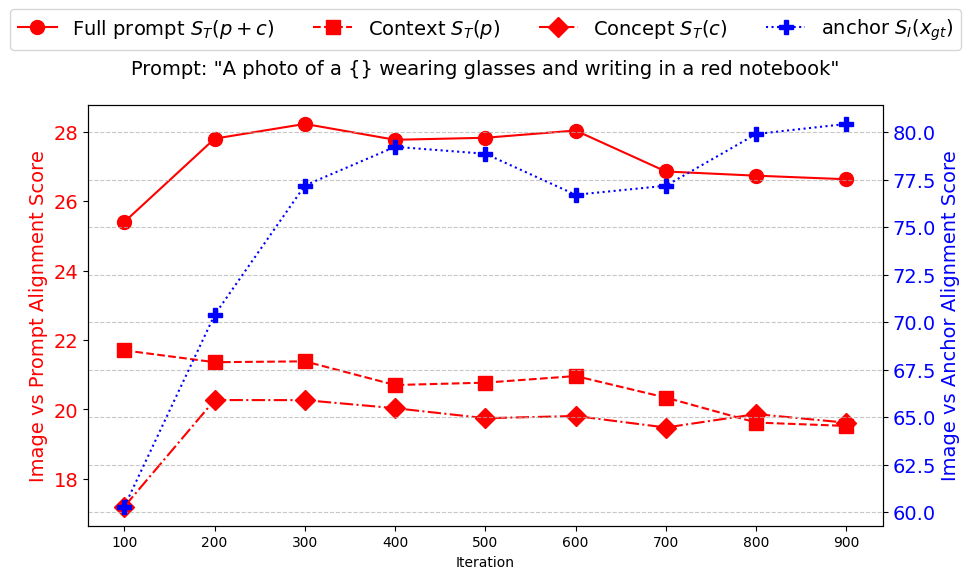 Full prompt S_T(p + c) Context S_T(p) Concept S_T(c) anchor S_I(x_gt)
Prompt: "A photo of a {} wearing glasses and writing in a red notebook"
Image vs Prompt Alignment Score
28
26
24
22
20
18
80.0
77.5
75.0
72.5
70.0
67.5
65.0
62.5
60.0
Image vs Anchor Alignment Score
100 200 300 400 500 600 700 800 900
Iteration